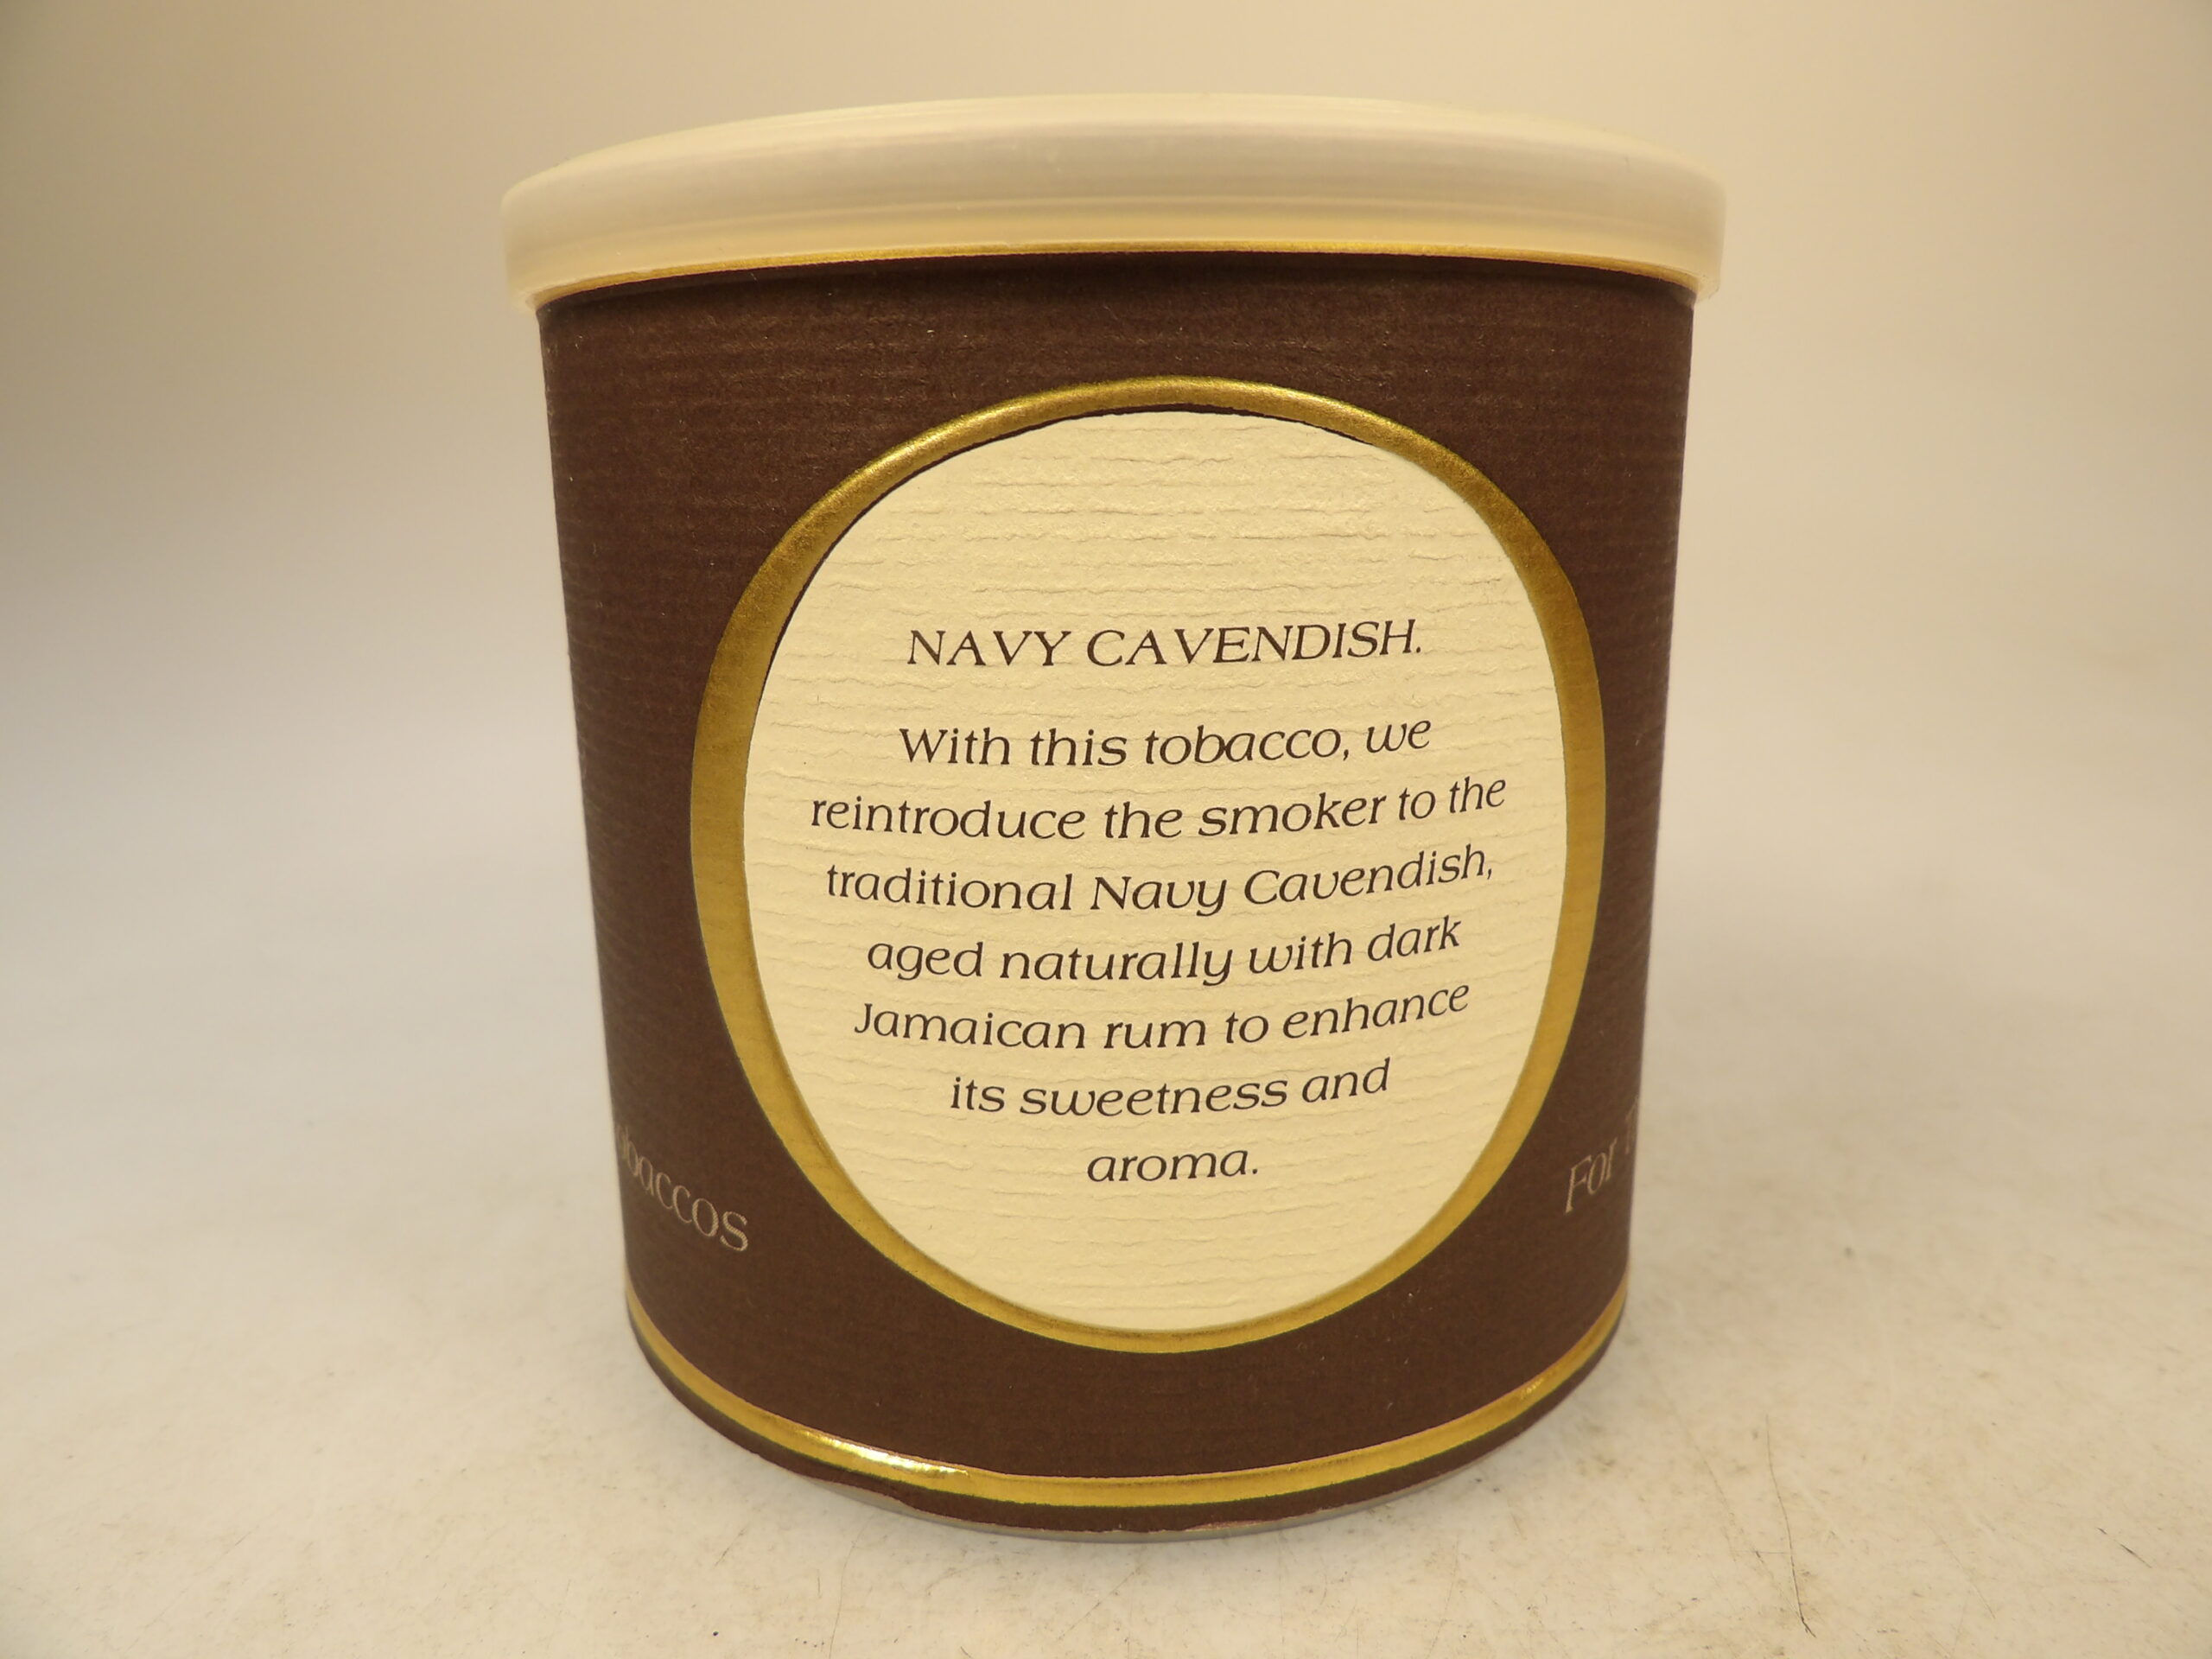 NAVY CAVENDISH.
With this tobacco, we
reintroduce the smoker to the
traditional Navy Cavendish,
aged naturally with dark
Jamaican rum to enhance
its sweetness and
aroma.
For